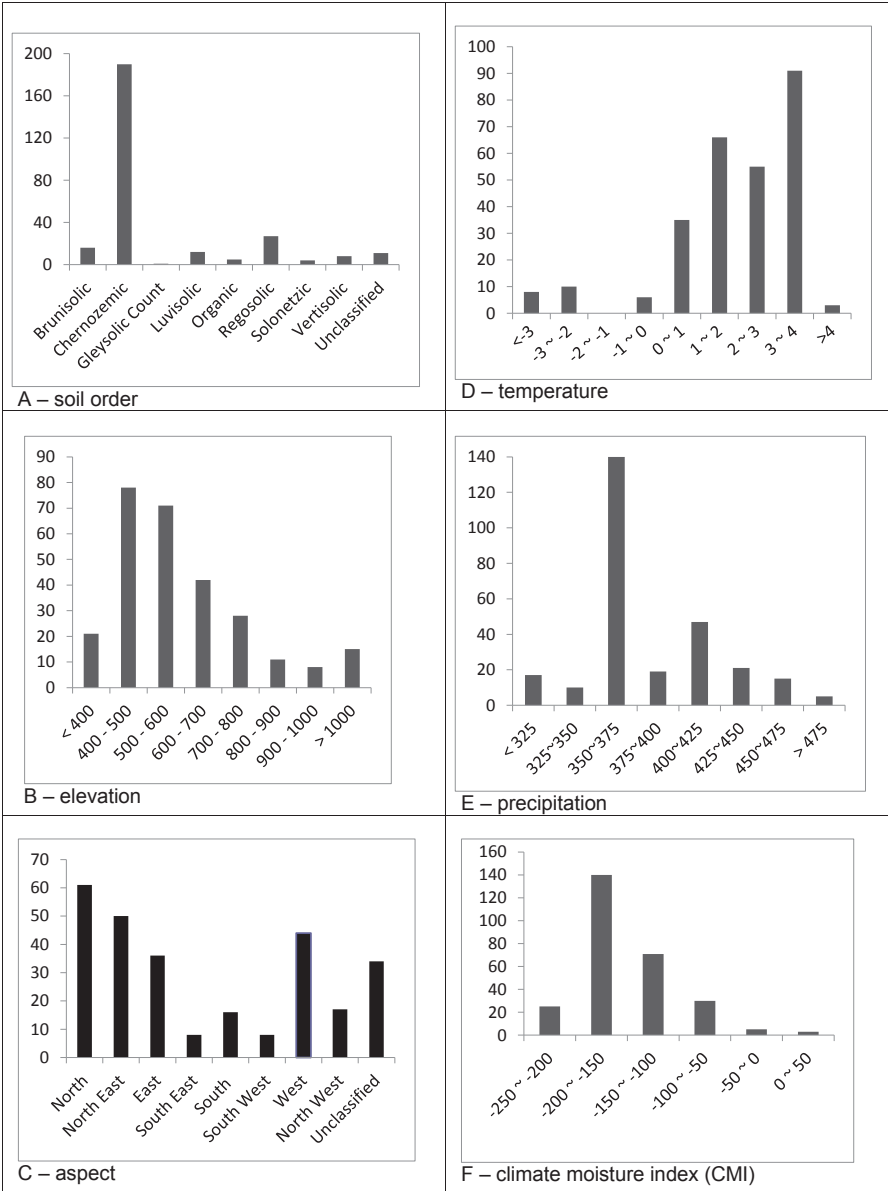 200
160
120
80
40
0
Brunisolic
Chernozemic
Gleysolic Count
Luvisolic
Organic
Regosolic
Solonetzic
Vertisolic
Unclassified
A – soil order
100
90
80
70
60
50
40
30
20
10
0
<-3
-3 ~ -2
-2 ~ -1
-1 ~ 0
0 ~ 1
1 ~ 2
2 ~ 3
3 ~ 4
>4
D – temperature
90
80
70
60
50
40
30
20
10
0
< 400
400 - 500
500 - 600
600 - 700
700 - 800
800 - 900
900 - 1000
> 1000
B – elevation
140
120
100
80
60
40
20
0
< 325
325~350
350~375
375~400
400~425
425~450
450~475
> 475
E – precipitation
70
60
50
40
30
20
10
0
North
North East
East
South East
South
South West
West
North West
Unclassified
C – aspect
160
140
120
100
80
60
40
20
0
-250 ~ -200
-200 ~ -150
-150 ~ -100
-100 ~ -50
-50 ~ 0
0 ~ 50
F – climate moisture index (CMI)